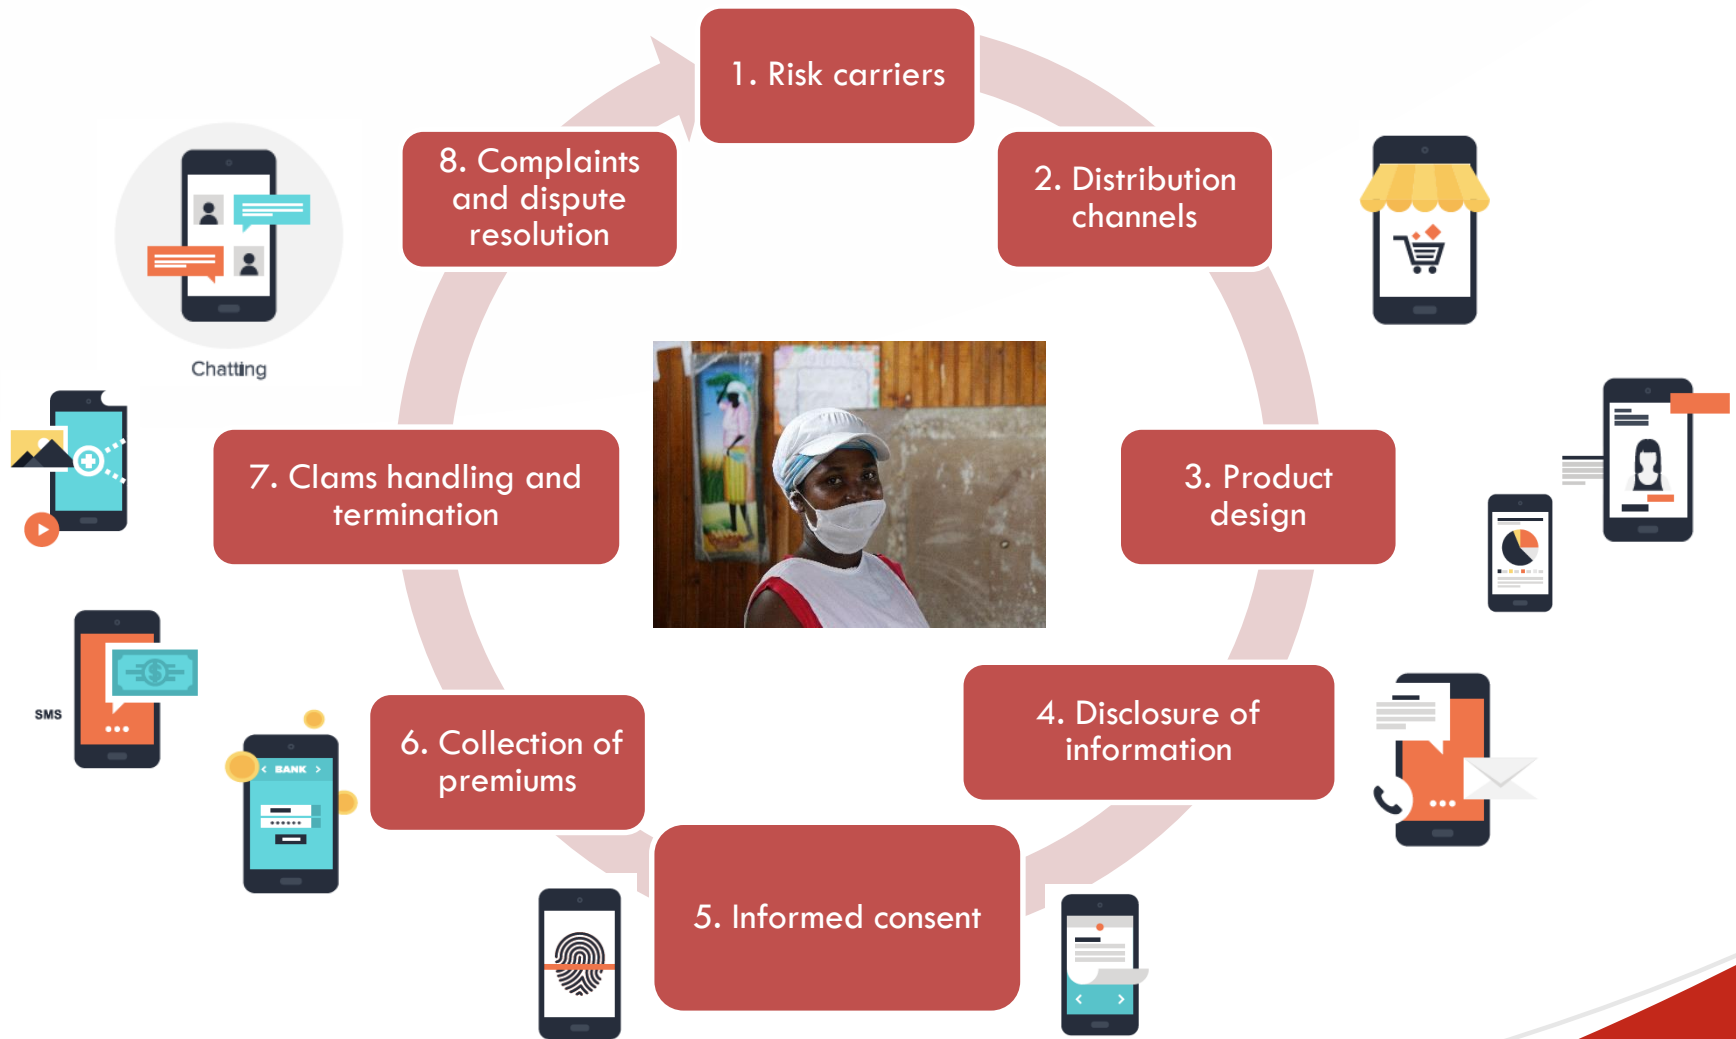 1. Risk carriers
2. Distribution
channels
3. Product
design
4. Disclosure of
information
5. Informed consent
6. Collection of
premiums
7. Clams handling and
termination
8. Complaints
and dispute
resolution
Chatting
SMS
< BANK >